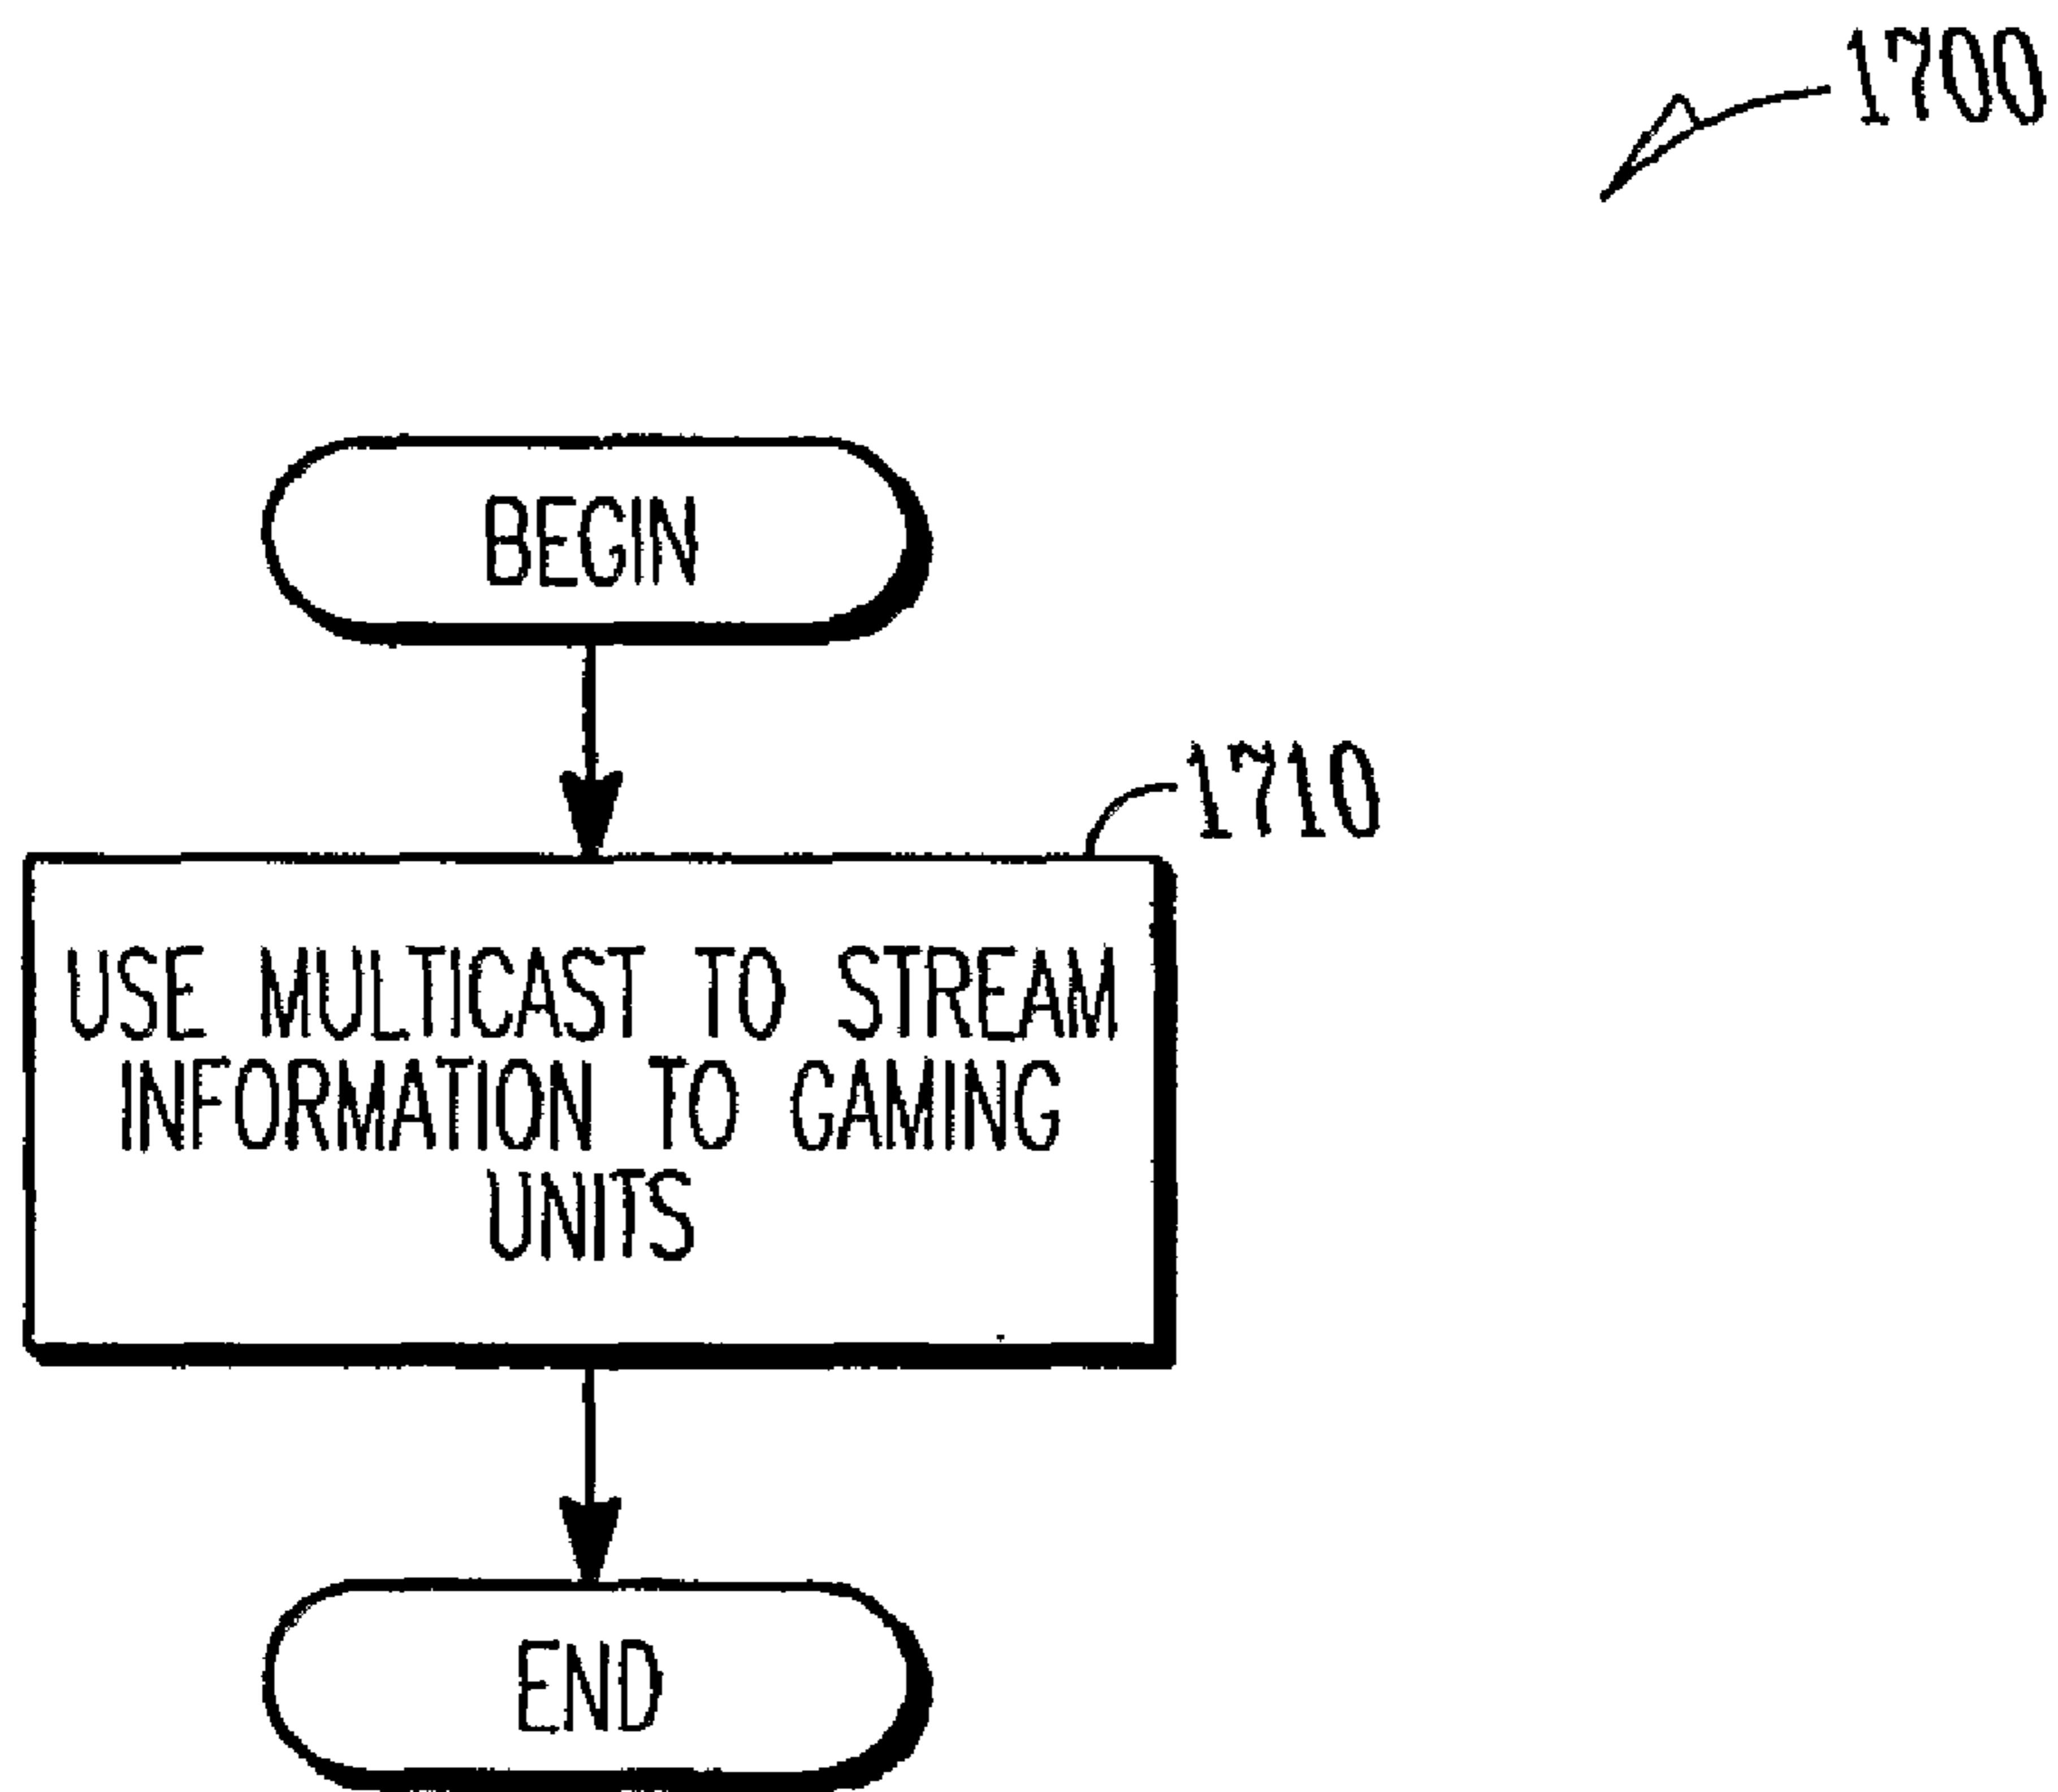 1700
BEGIN
1710
USE MULTICAST TO STREAM
INFORMATION TO GAMING
UNITS
END